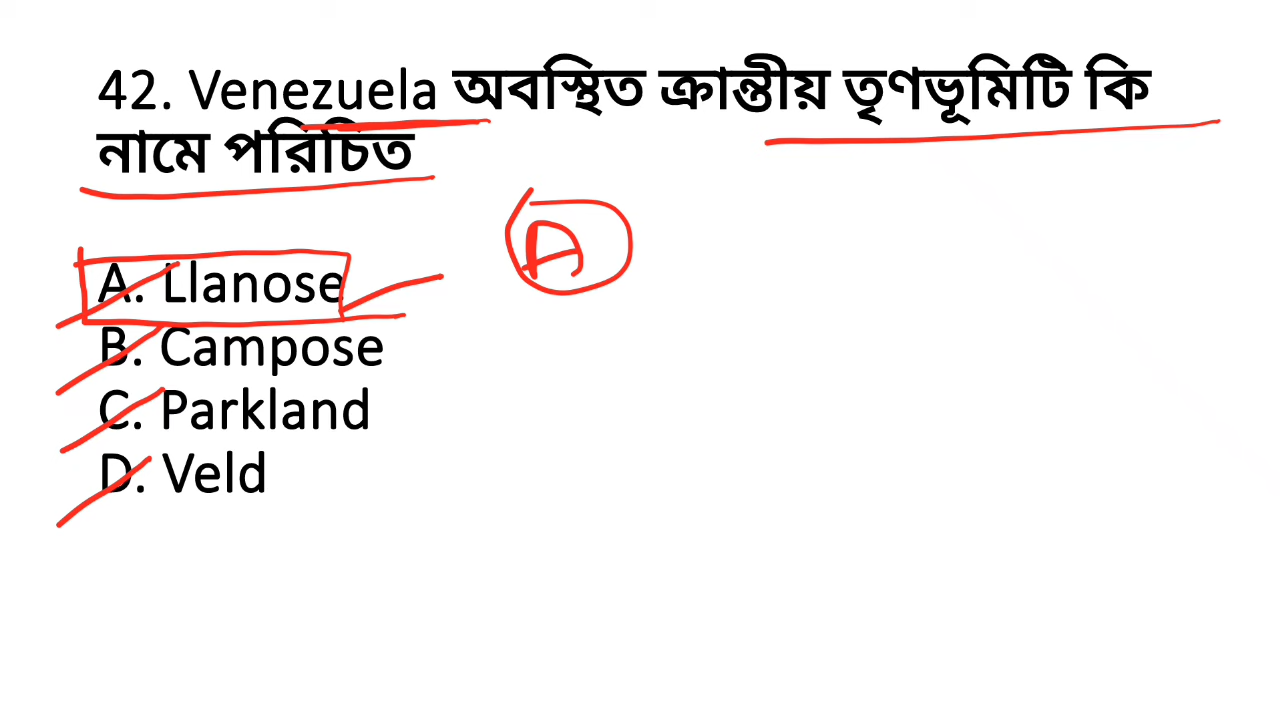 42. Venezuela অবস্থিত ক্রান্তীয় তৃণভূমিটি কি
নামে পরিচিত
A
A. Llanose
B. Campose
C. Parkland
D. Veld